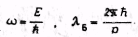 ω = E/ħ , λ_Б = 2πħ/p .